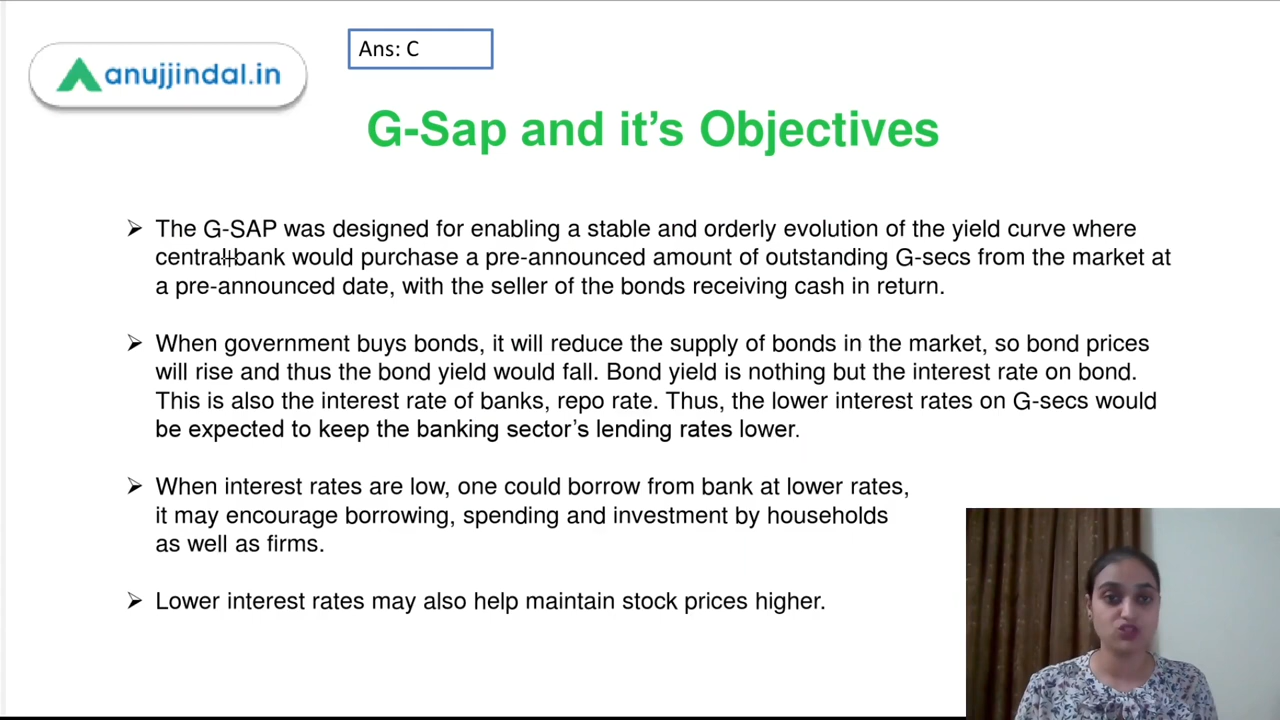 Ans: C
anujjindal.in
G-Sap and it's Objectives
➢ The G-SAP was designed for enabling a stable and orderly evolution of the yield curve where
central bank would purchase a pre-announced amount of outstanding G-secs from the market at
a pre-announced date, with the seller of the bonds receiving cash in return.
➢ When government buys bonds, it will reduce the supply of bonds in the market, so bond prices
will rise and thus the bond yield would fall. Bond yield is nothing but the interest rate on bond.
This is also the interest rate of banks, repo rate. Thus, the lower interest rates on G-secs would
be expected to keep the banking sector's lending rates lower.
➢ When interest rates are low, one could borrow from bank at lower rates,
it may encourage borrowing, spending and investment by households
as well as firms.
➢ Lower interest rates may also help maintain stock prices higher.